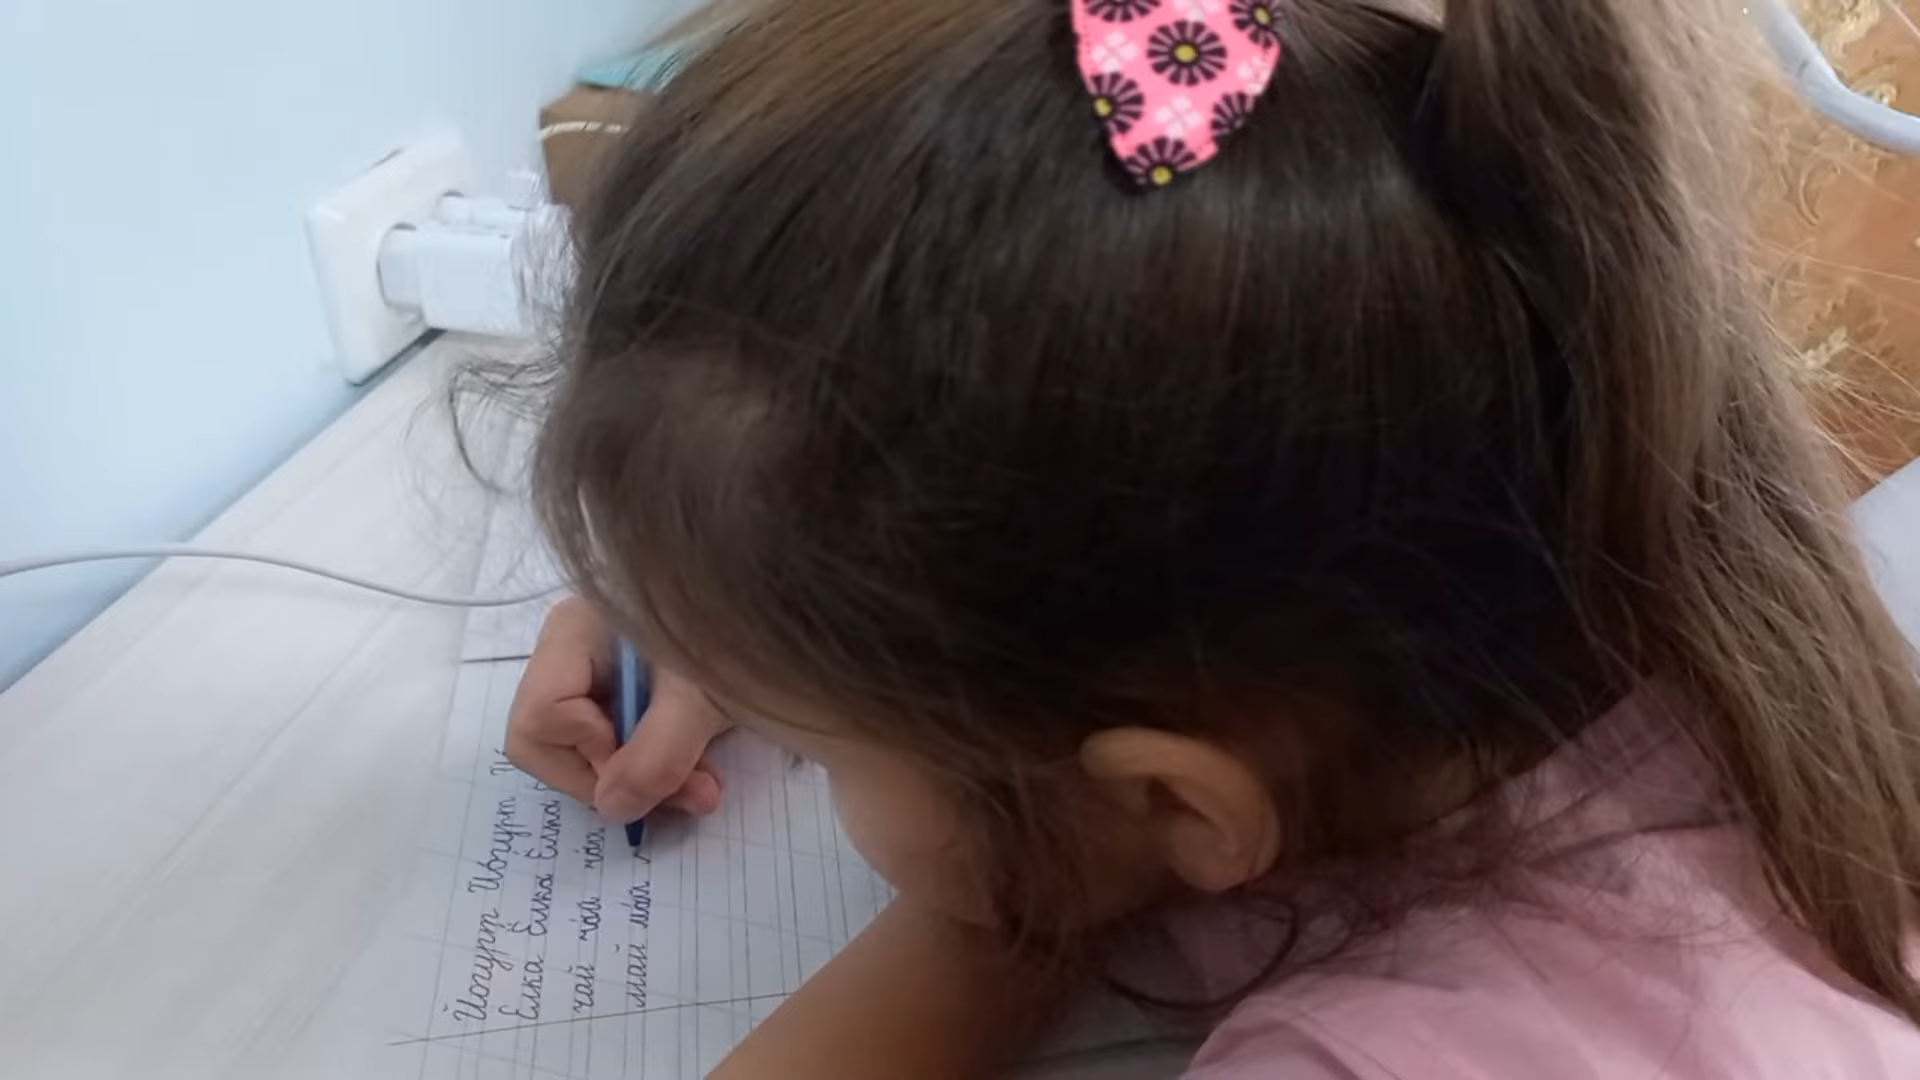 Йогурт Йогурт Й
Ёлка Ёлка Ёлка
чай чай чай
май май